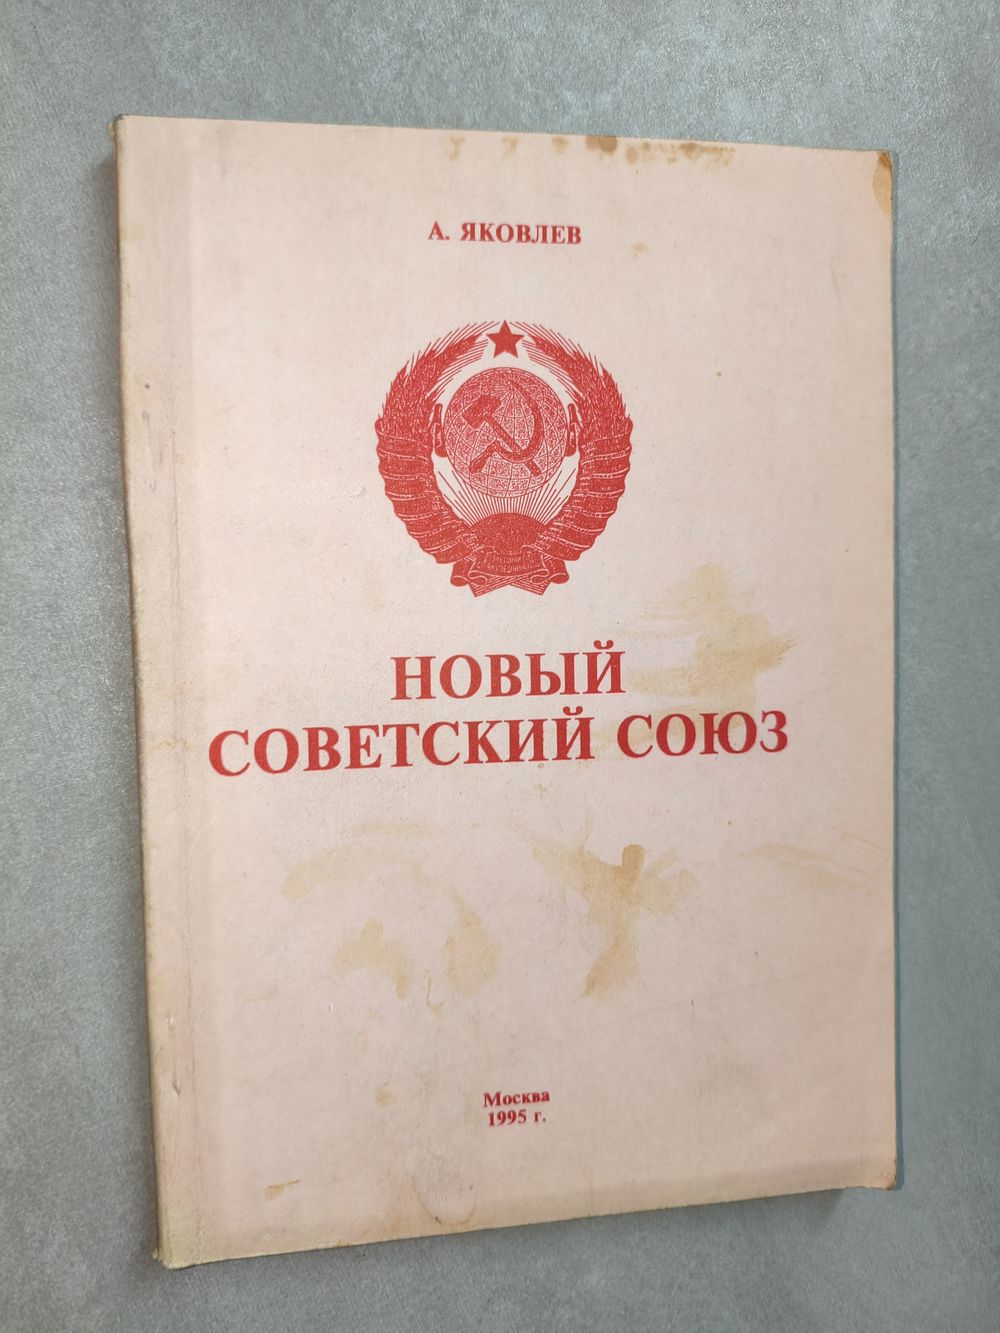 А. ЯКОВЛЕВ
НОВЫЙ
СОВЕТСКИЙ СОЮЗ
Москва
1995 г.